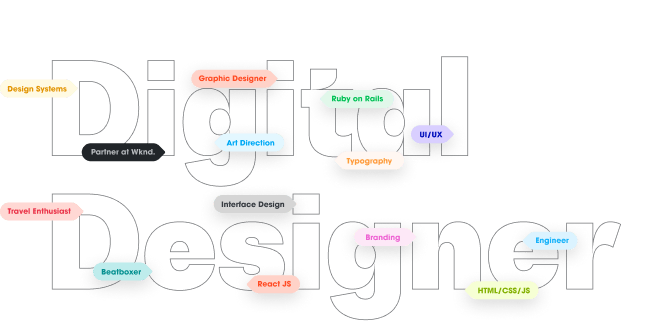 Digital
Graphic Designer
Design Systems
Ruby on Rails
UI/UX
Art Direction
Partner at Wknd.
Typography
Designer
Interface Design
Travel Enthusiast
Branding
Engineer
Beatboxer
React JS
HTML/CSS/JS